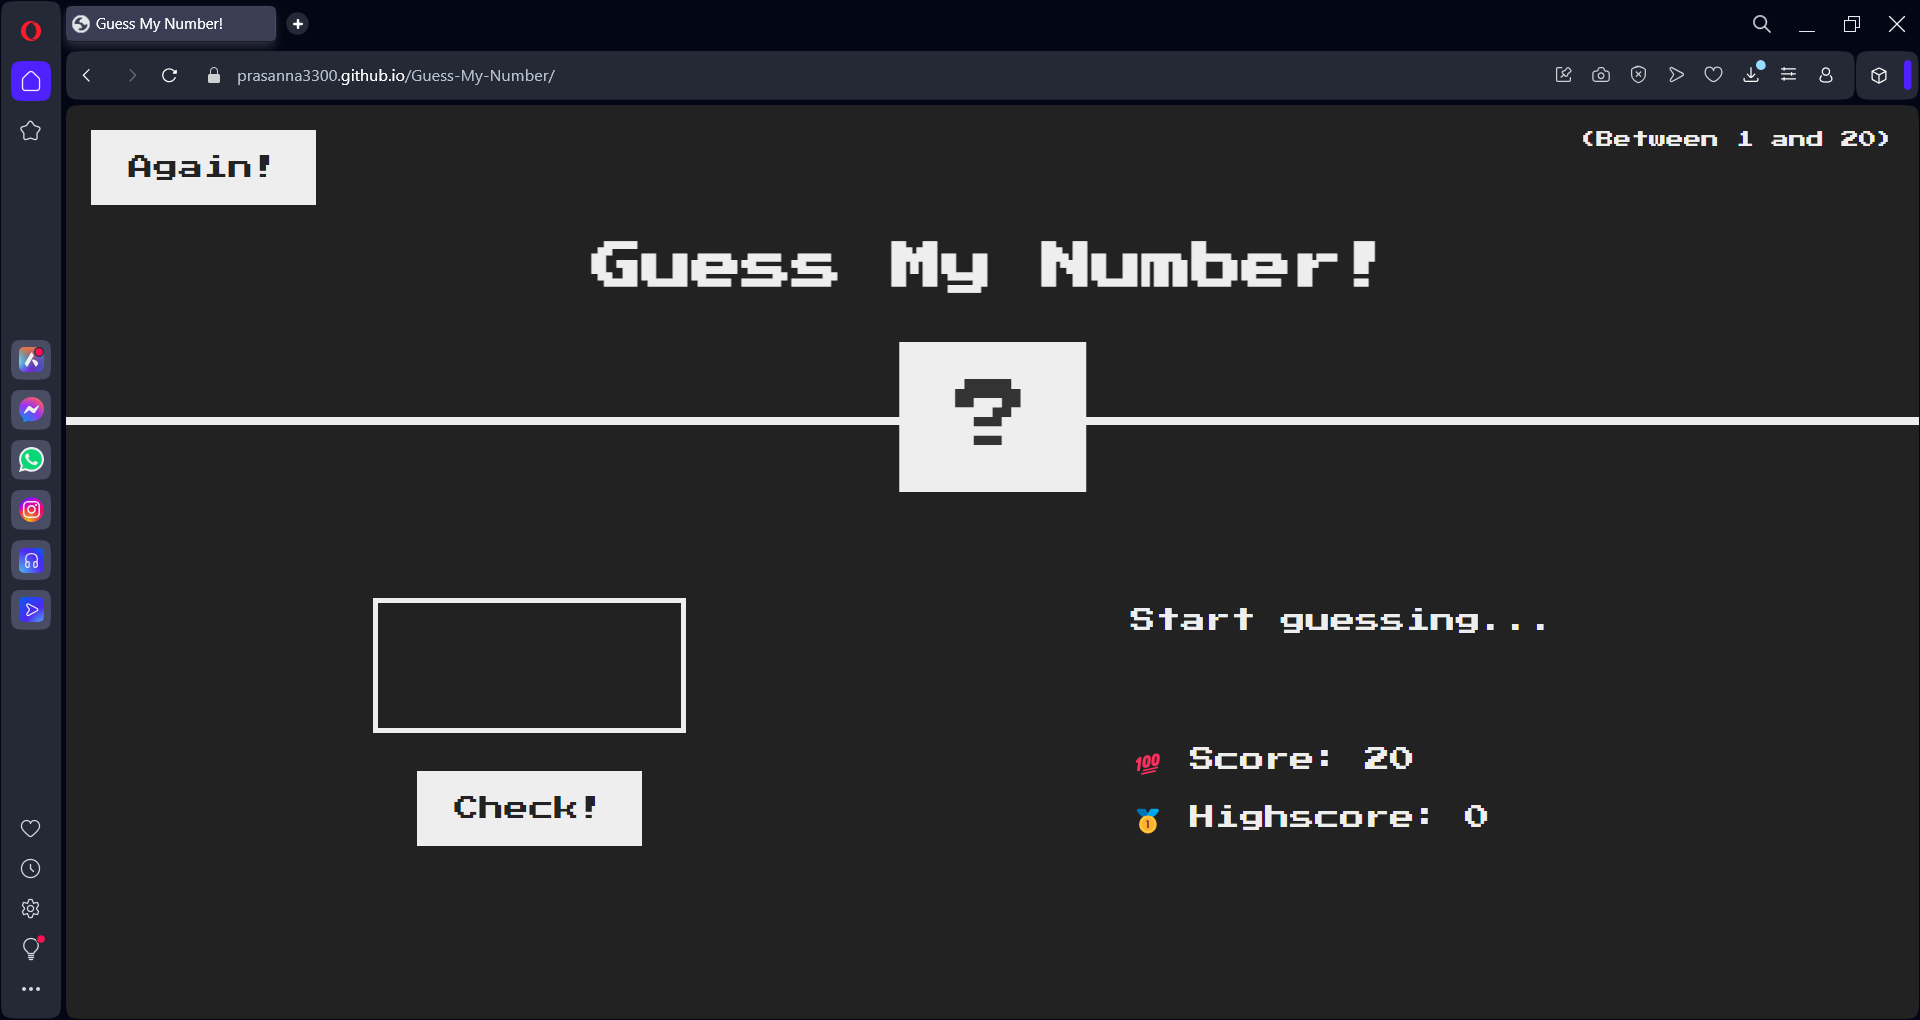 Guess My Number!
prasanna3300.github.io/Guess-My-Number/
Again!
(Between 1 and 20)
Guess My Number!
?
Start guessing...
💯 Score: 20
Check!
🥇 Highscore: 0